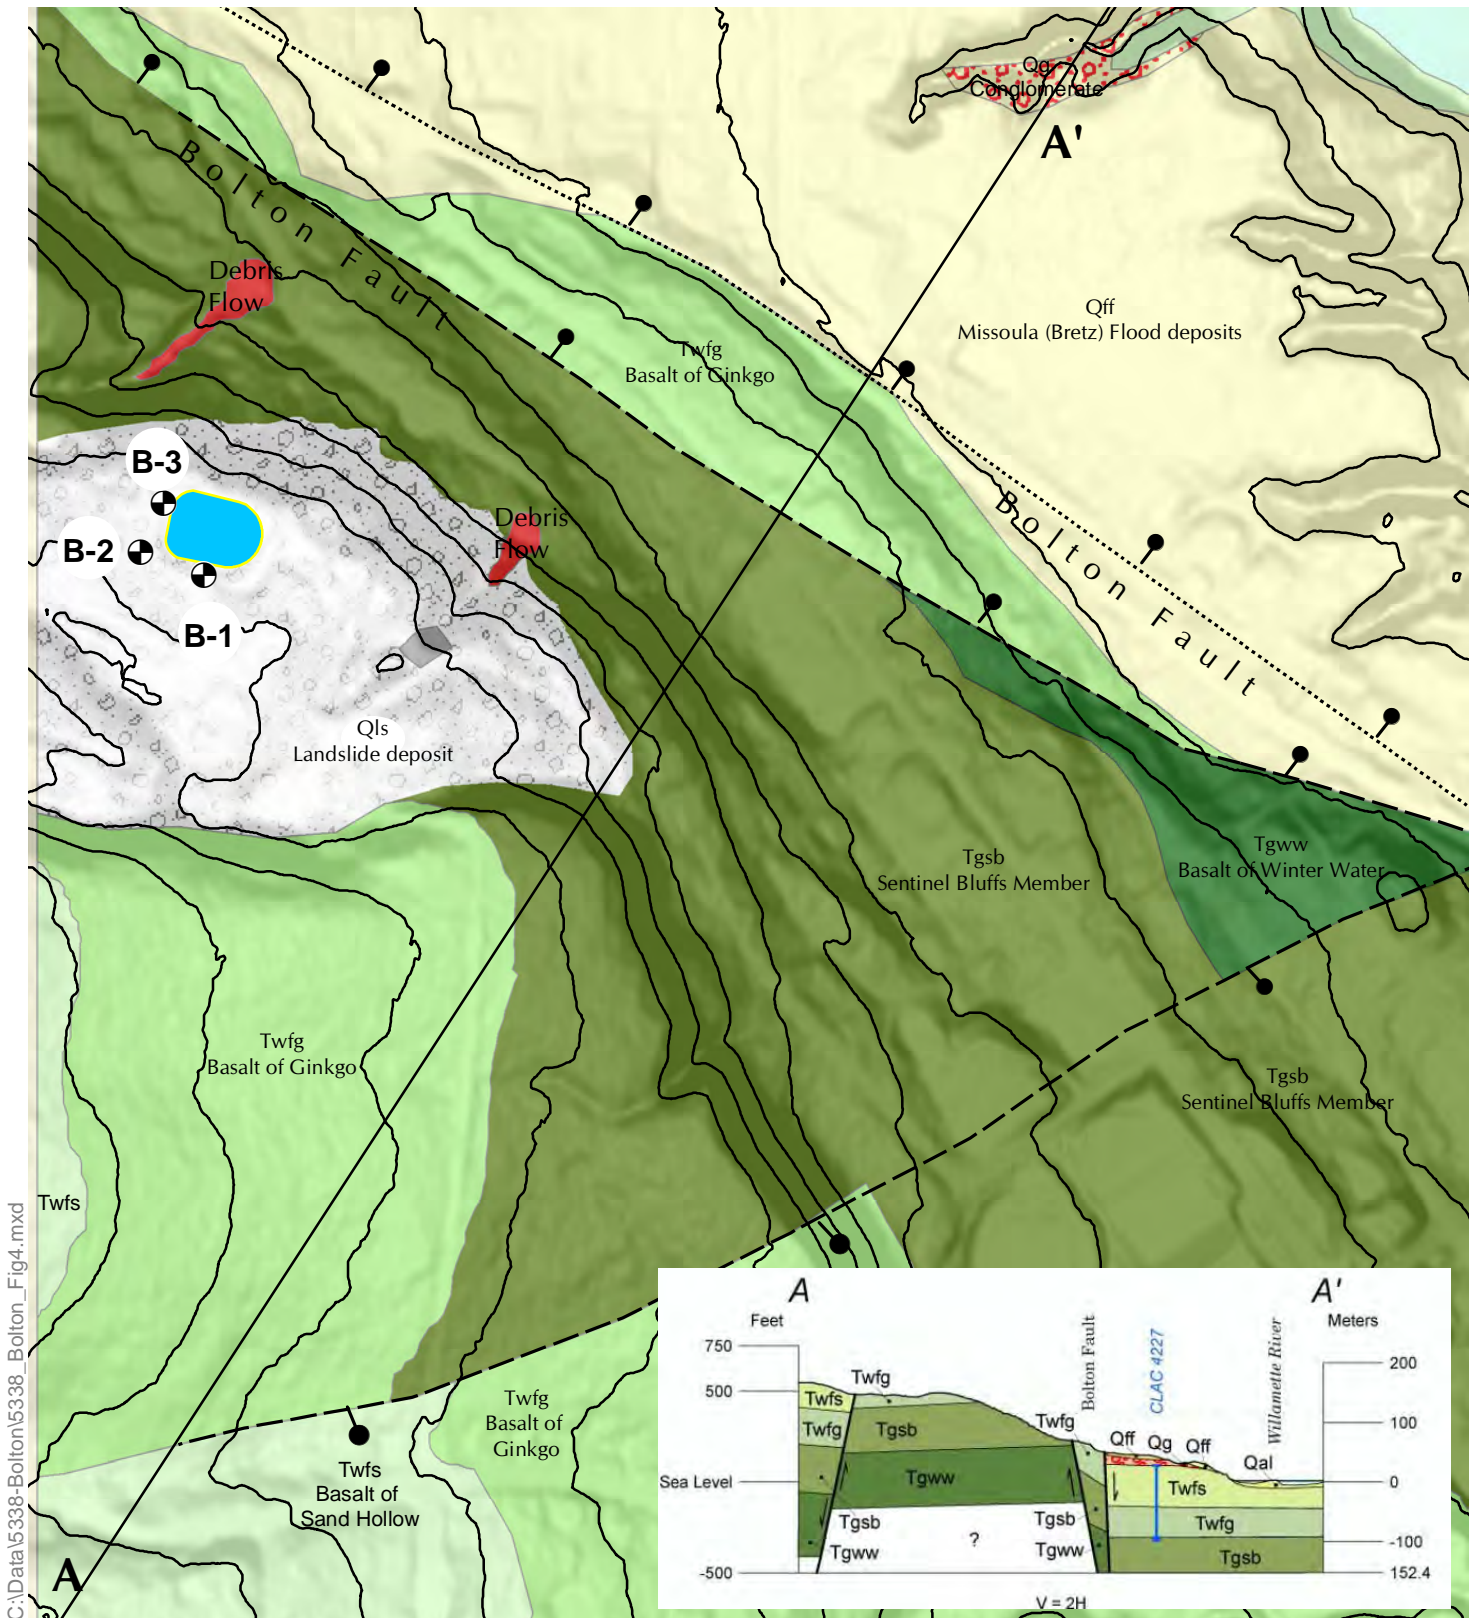 Qg
Conglomerate
A'
Bolton Fault
Debris
Flow
Qff
Missoula (Bretz) Flood deposits
Twfg
Basalt of Ginkgo
B-3
B-2
B-1
Debris
Flow
Bolton Fault
Qls
Landslide deposit
Tgsb
Sentinel Bluffs Member
Tgww
Basalt of Winter Water
Twfg
Basalt of Ginkgo
Tgsb
Sentinel Bluffs Member
Twfs
Twfg
Basalt of
Ginkgo
Twfs
Basalt of
Sand Hollow
A
C:\Data\5338-Bolton\5338_Bolton_Fig4.mxd
A
A'
Feet
Bolton Fault
CLAC 4227
Willamette River
Meters
750
500
Sea Level
-500
200
100
0
-100
152.4
Twfs
Twfg
Twfg
Tgsb
Tgww
Tgsb
Tgww
?
Twfg
Tgsb
Tgww
Qff
Qg
Qff
Qal
Twfs
Twfg
Tgsb
V = 2H